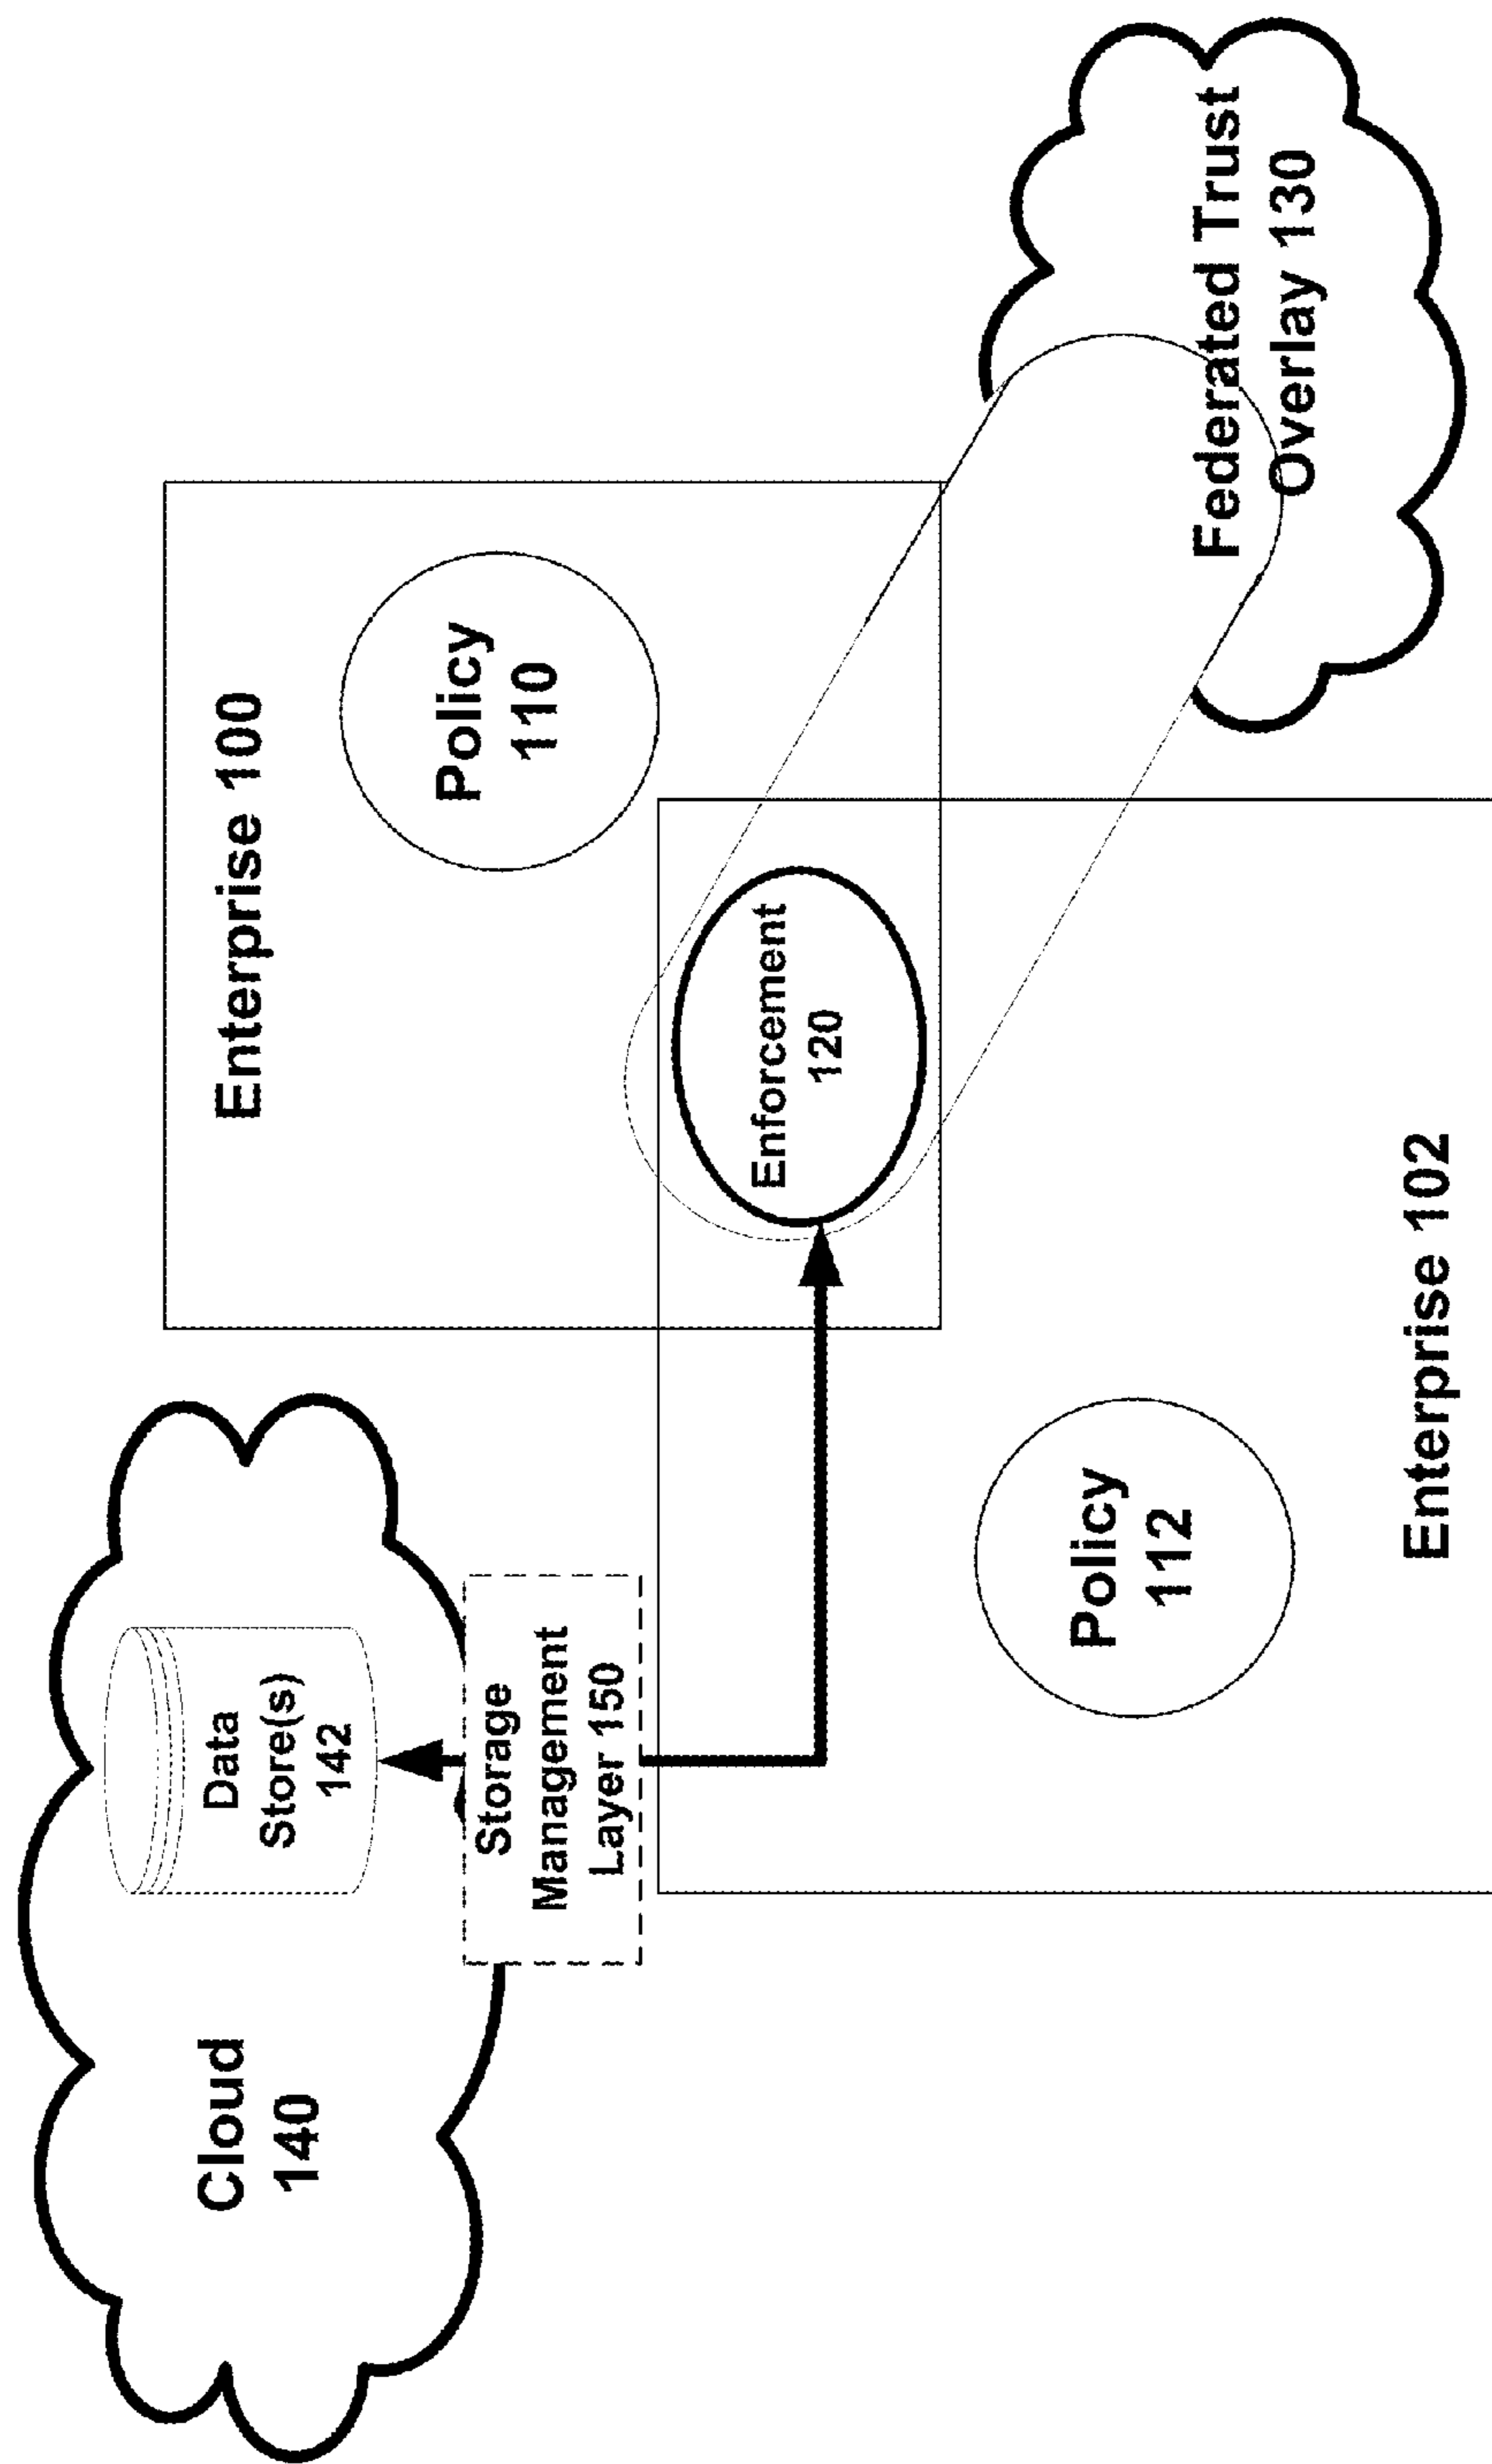 Cloud
140
Data
Store(s)
142
Storage
Management
Layer 150
Enterprise 100
Policy
110
Enforcement
120
Policy
112
Enterprise 102
Federated Trust
Overlay 130